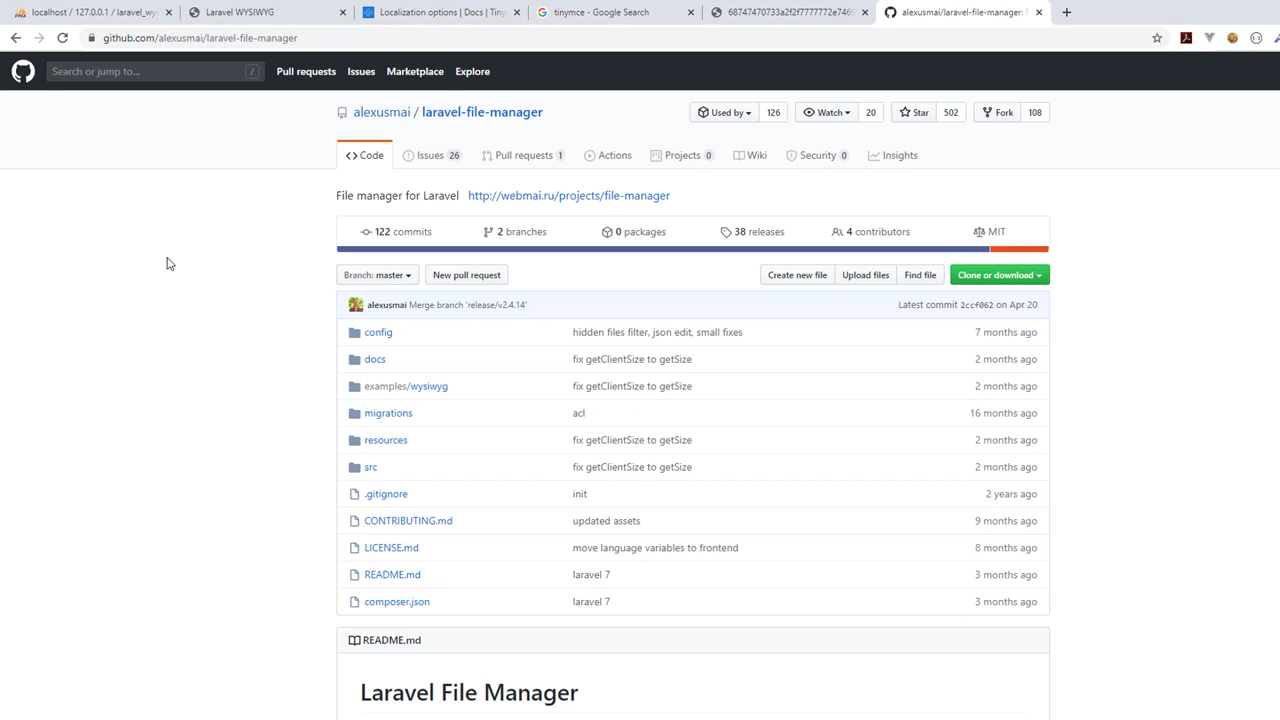 localhost / 127.0.0.1 / laravel_wys
Laravel WYSIWYG
Localization options | Docs | Tiny
tinymce - Google Search
68747470733a2f2f7777772e7469
alexusmai/laravel-file-manager: F
github.com/alexusmai/laravel-file-manager
Search or jump to... /
Pull requests Issues Marketplace Explore
alexusmai / laravel-file-manager
Used by 126 Watch 20 Star 502 Fork 108
Code Issues 26 Pull requests 1 Actions Projects 0 Wiki Security 0 Insights
File manager for Laravel http://webmai.ru/projects/file-manager
122 commits 2 branches 0 packages 38 releases 4 contributors MIT
Branch: master New pull request Create new file Upload files Find file Clone or download
alexusmai Merge branch 'release/v2.4.14' Latest commit 2ccf062 on Apr 20
config hidden files filter, json edit, small fixes 7 months ago
docs fix getClientSize to getSize 2 months ago
examples/wysiwyg fix getClientSize to getSize 2 months ago
migrations acl 16 months ago
resources fix getClientSize to getSize 2 months ago
src fix getClientSize to getSize 2 months ago
.gitignore init 2 years ago
CONTRIBUTING.md updated assets 9 months ago
LICENSE.md move language variables to frontend 8 months ago
README.md laravel 7 3 months ago
composer.json laravel 7 3 months ago
README.md
Laravel File Manager